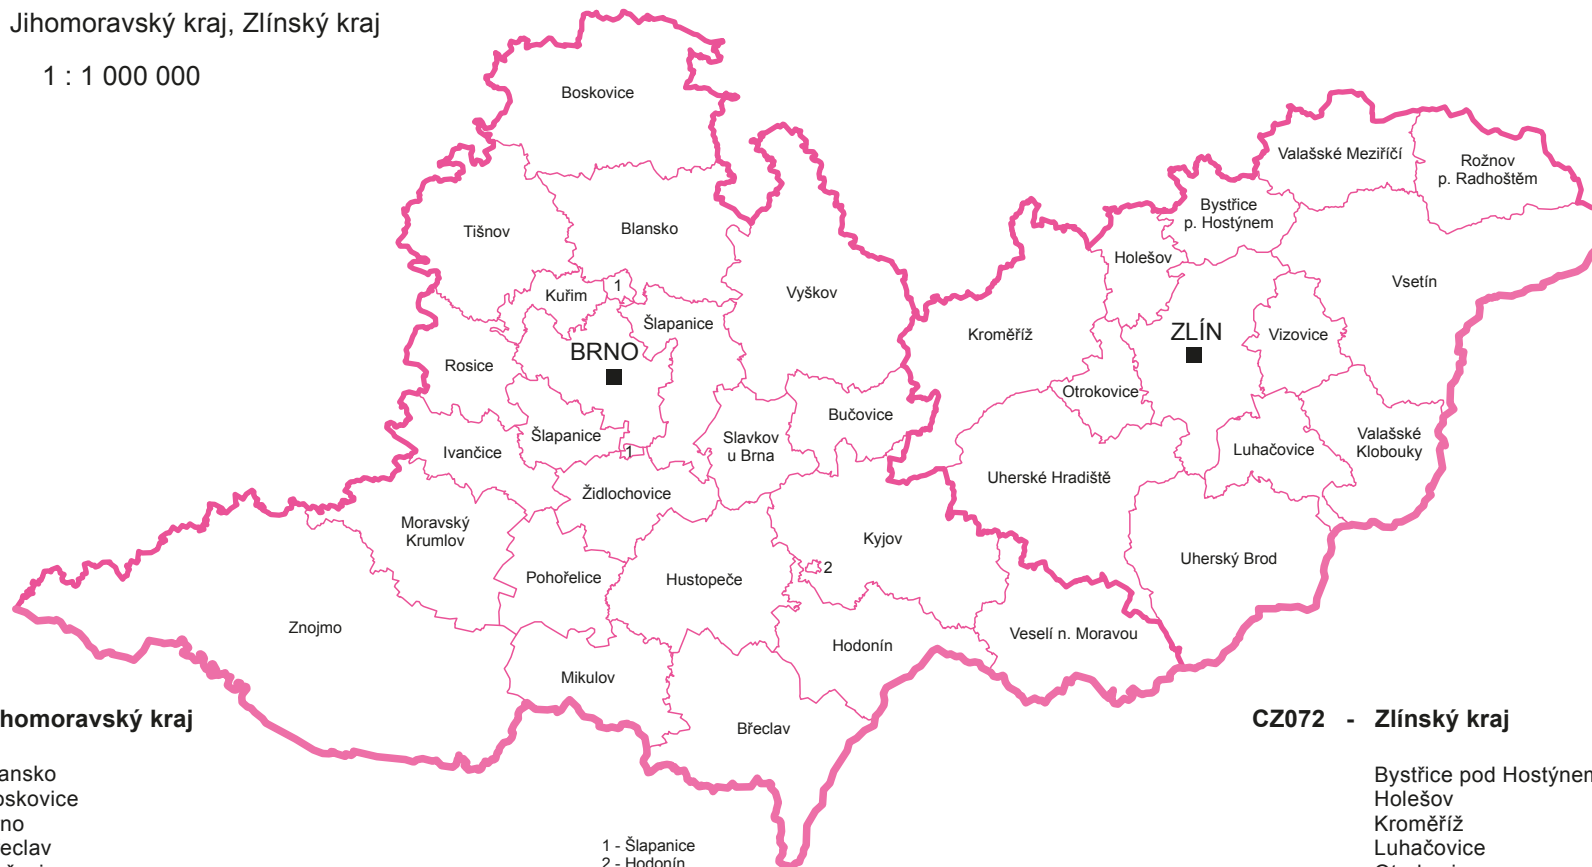 Jihomoravský kraj, Zlínský kraj
1 : 1 000 000
Boskovice
Valašské Meziříčí
Rožnov
p. Radhoštěm
Bystřice
p. Hostýnem
Tišnov
Blansko
Holešov
Vsetín
Kuřim
1
Vyškov
Šlapanice
Kroměříž
ZLÍN
Vizovice
BRNO
Rosice
Otrokovice
Bučovice
Šlapanice
1
Slavkov
u Brna
Ivančice
Luhačovice
Valašské
Klobouky
Uherské Hradiště
Židlochovice
Moravský
Krumlov
Kyjov
Pohořelice
Hustopeče
2
Uherský Brod
Znojmo
Veselí n. Moravou
Hodonín
Mikulov
Břeclav
homoravský kraj
CZ072 - Zlínský kraj
ansko
oskovice
no
eclav
Bystřice pod Hostýnem
Holešov
Kroměříž
Luhačovice
1 - Šlapanice
2 - Hodonín